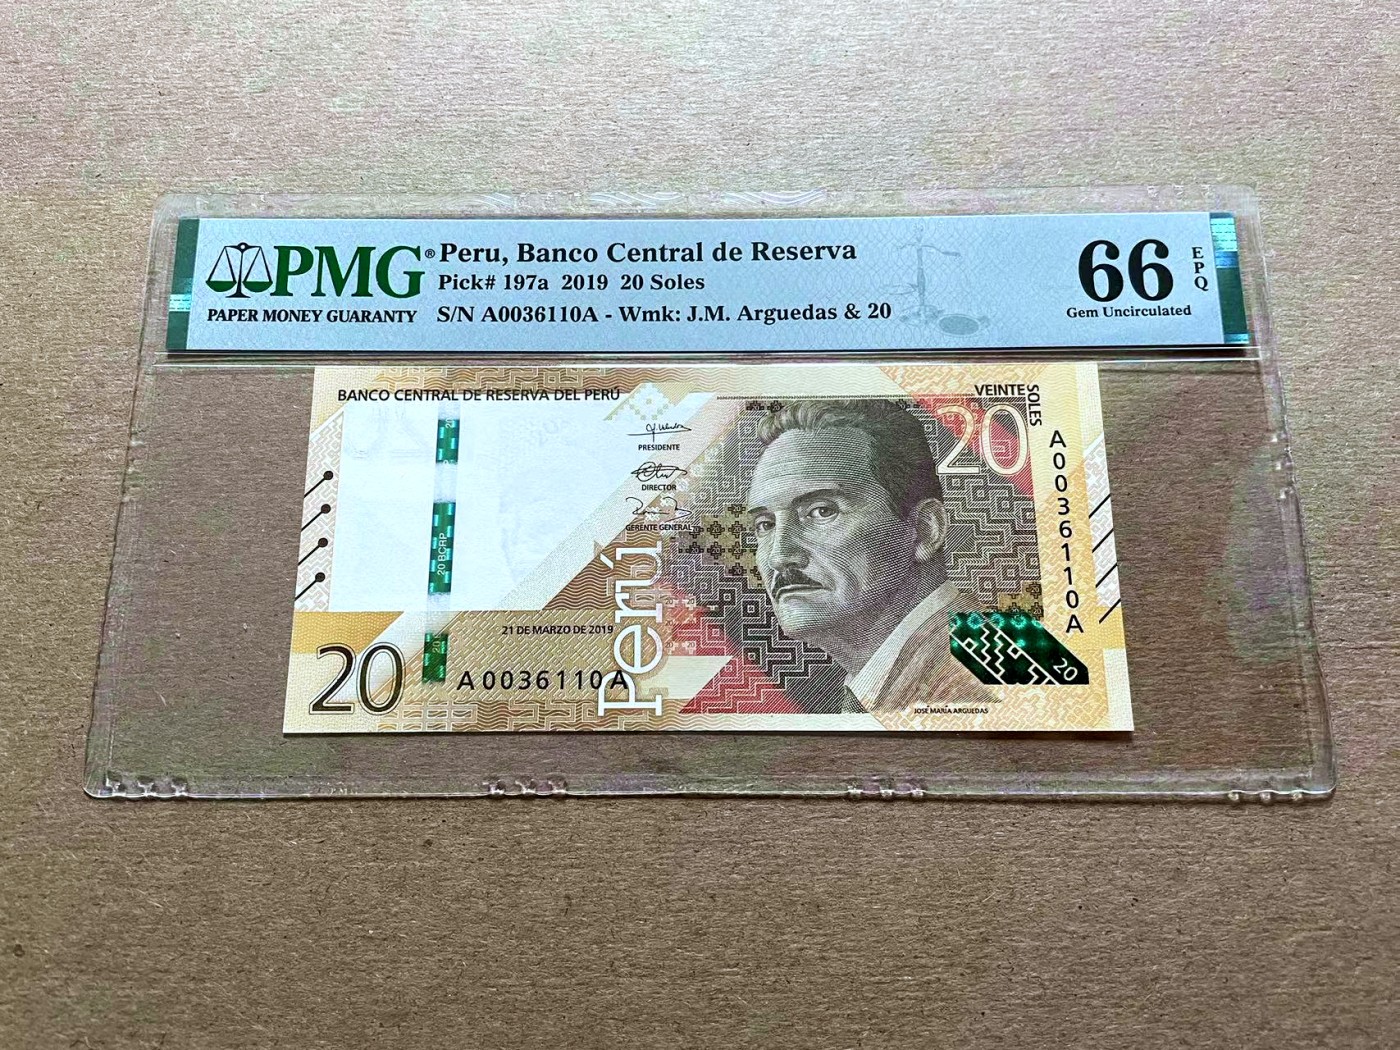 PMG®
PAPER MONEY GUARANTY
Peru, Banco Central de Reserva
Pick# 197a 2019 20 Soles
S/N A0036110A - Wmk: J.M. Arguedas & 20
66
EPQ
Gem Uncirculated
BANCO CENTRAL DE RESERVA DEL PERÚ
VEINTE
SOLES
20
PRESIDENTE
DIRECTOR
GERENTE GENERAL
A0036110A
20 BCRP
Perú
21 DE MARZO DE 2019
20
A0036110A
20
JOSÉ MARÍA ARGUEDAS